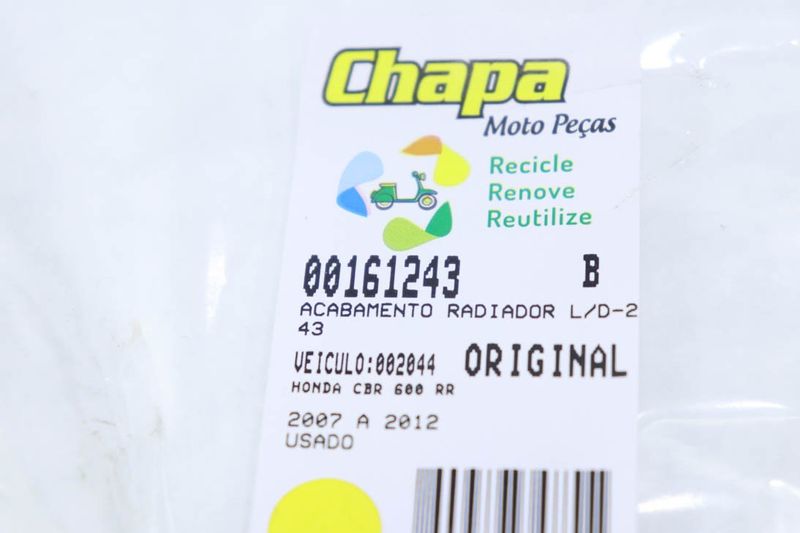 Chapa
Moto Peças
Recicle
Renove
Reutilize
00161243 B
ACABAMENTO RADIADOR L/D-2
43
VEICULO:002044 ORIGINAL
HONDA CBR 600 RR
2007 A 2012
USADO